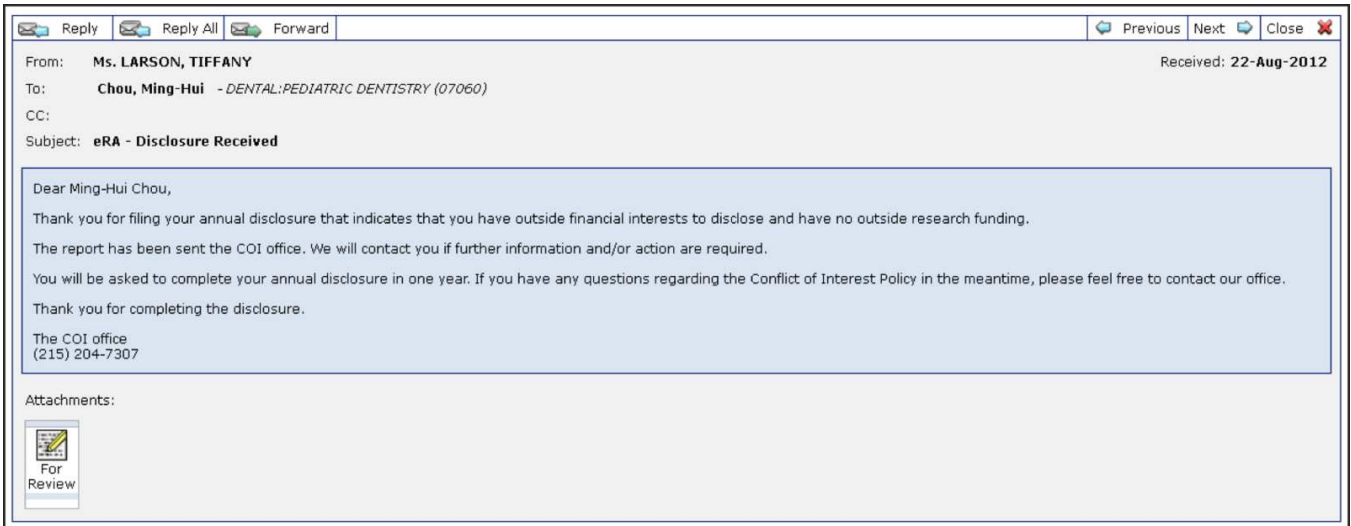 Reply Reply All Forward Previous Next Close
From: Ms. LARSON, TIFFANY Received: 22-Aug-2012
To: Chou, Ming-Hui - DENTAL:PEDIATRIC DENTISTRY (07060)
CC:
Subject: eRA - Disclosure Received
Dear Ming-Hui Chou,
Thank you for filing your annual disclosure that indicates that you have outside financial interests to disclose and have no outside research funding.
The report has been sent the COI office. We will contact you if further information and/or action are required.
You will be asked to complete your annual disclosure in one year. If you have any questions regarding the Conflict of Interest Policy in the meantime, please feel free to contact our office.
Thank you for completing the disclosure.
The COI office
(215) 204-7307
Attachments:
For
Review